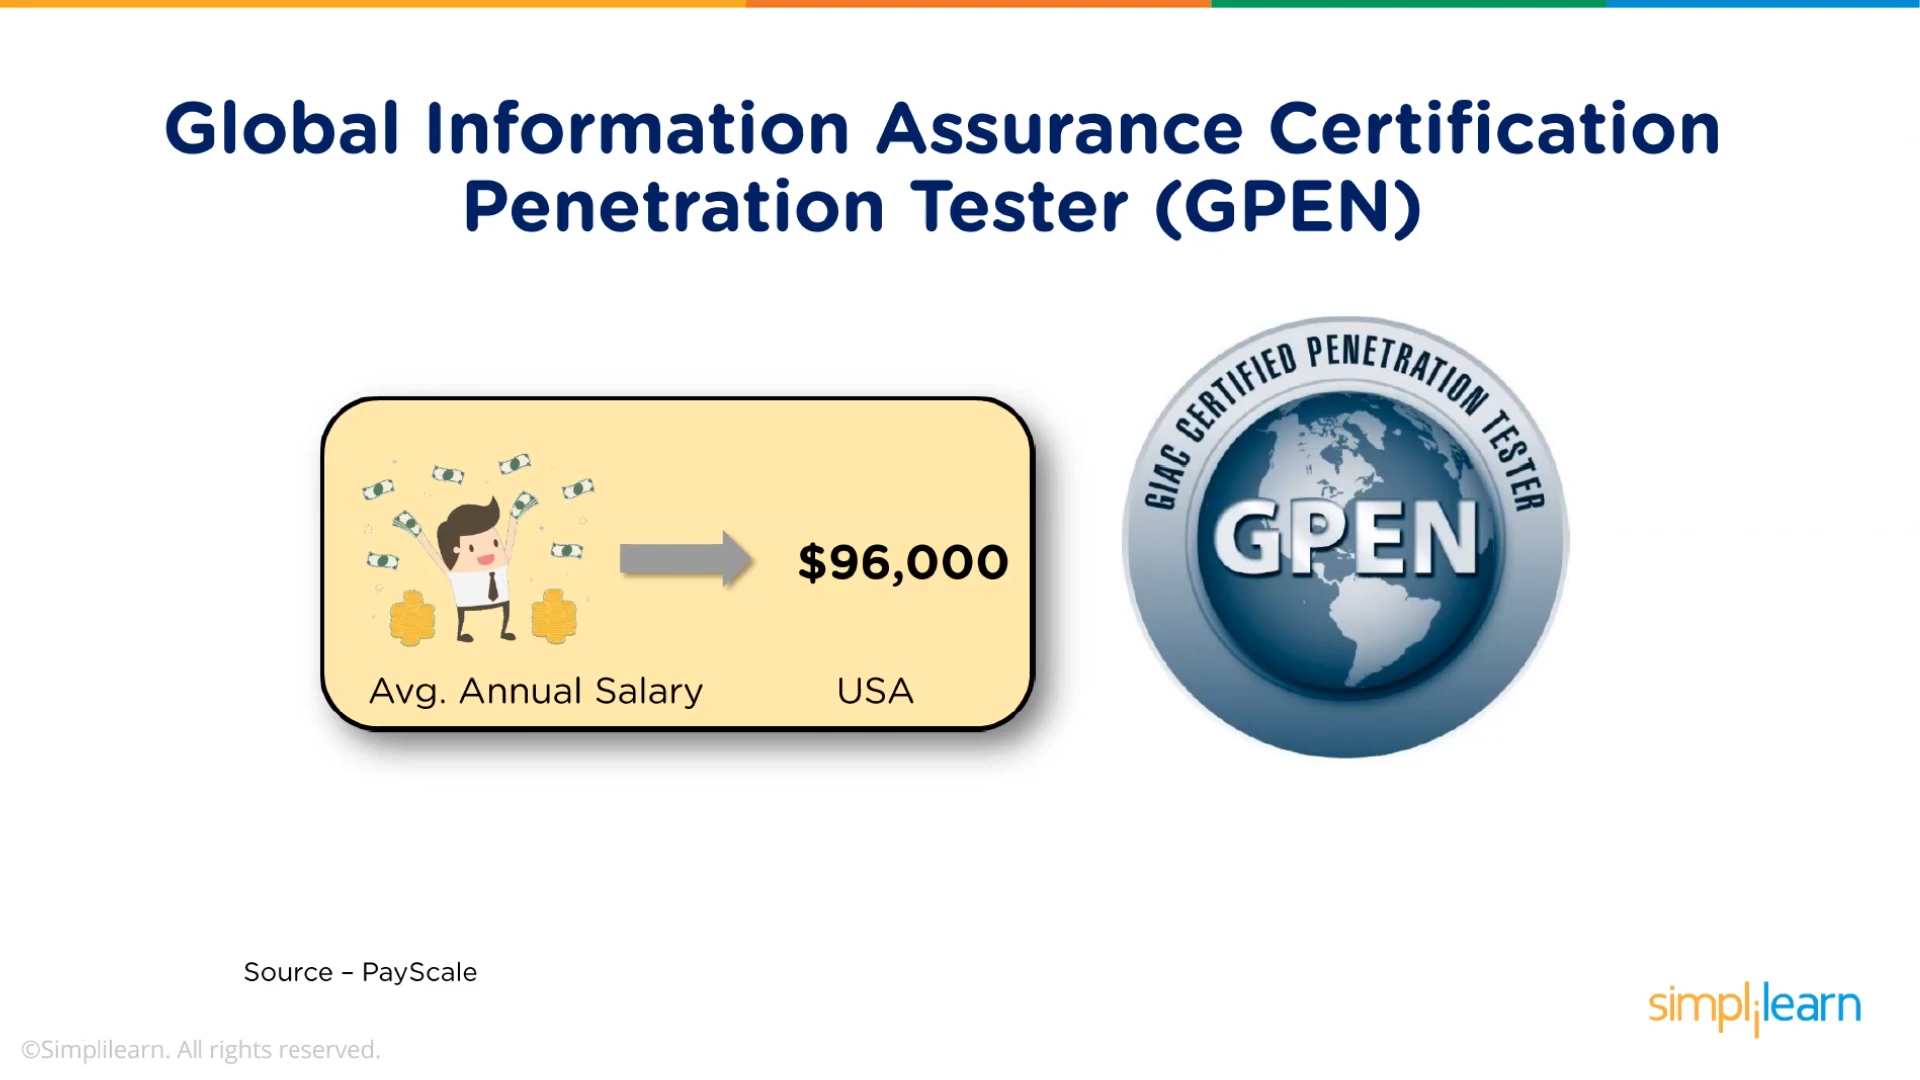 Global Information Assurance Certification
Penetration Tester (GPEN)
GIAC CERTIFIED PENETRATION TESTER
GPEN
$96,000
Avg. Annual Salary
USA
Source – PayScale
simplilearn
©Simplilearn. All rights reserved.